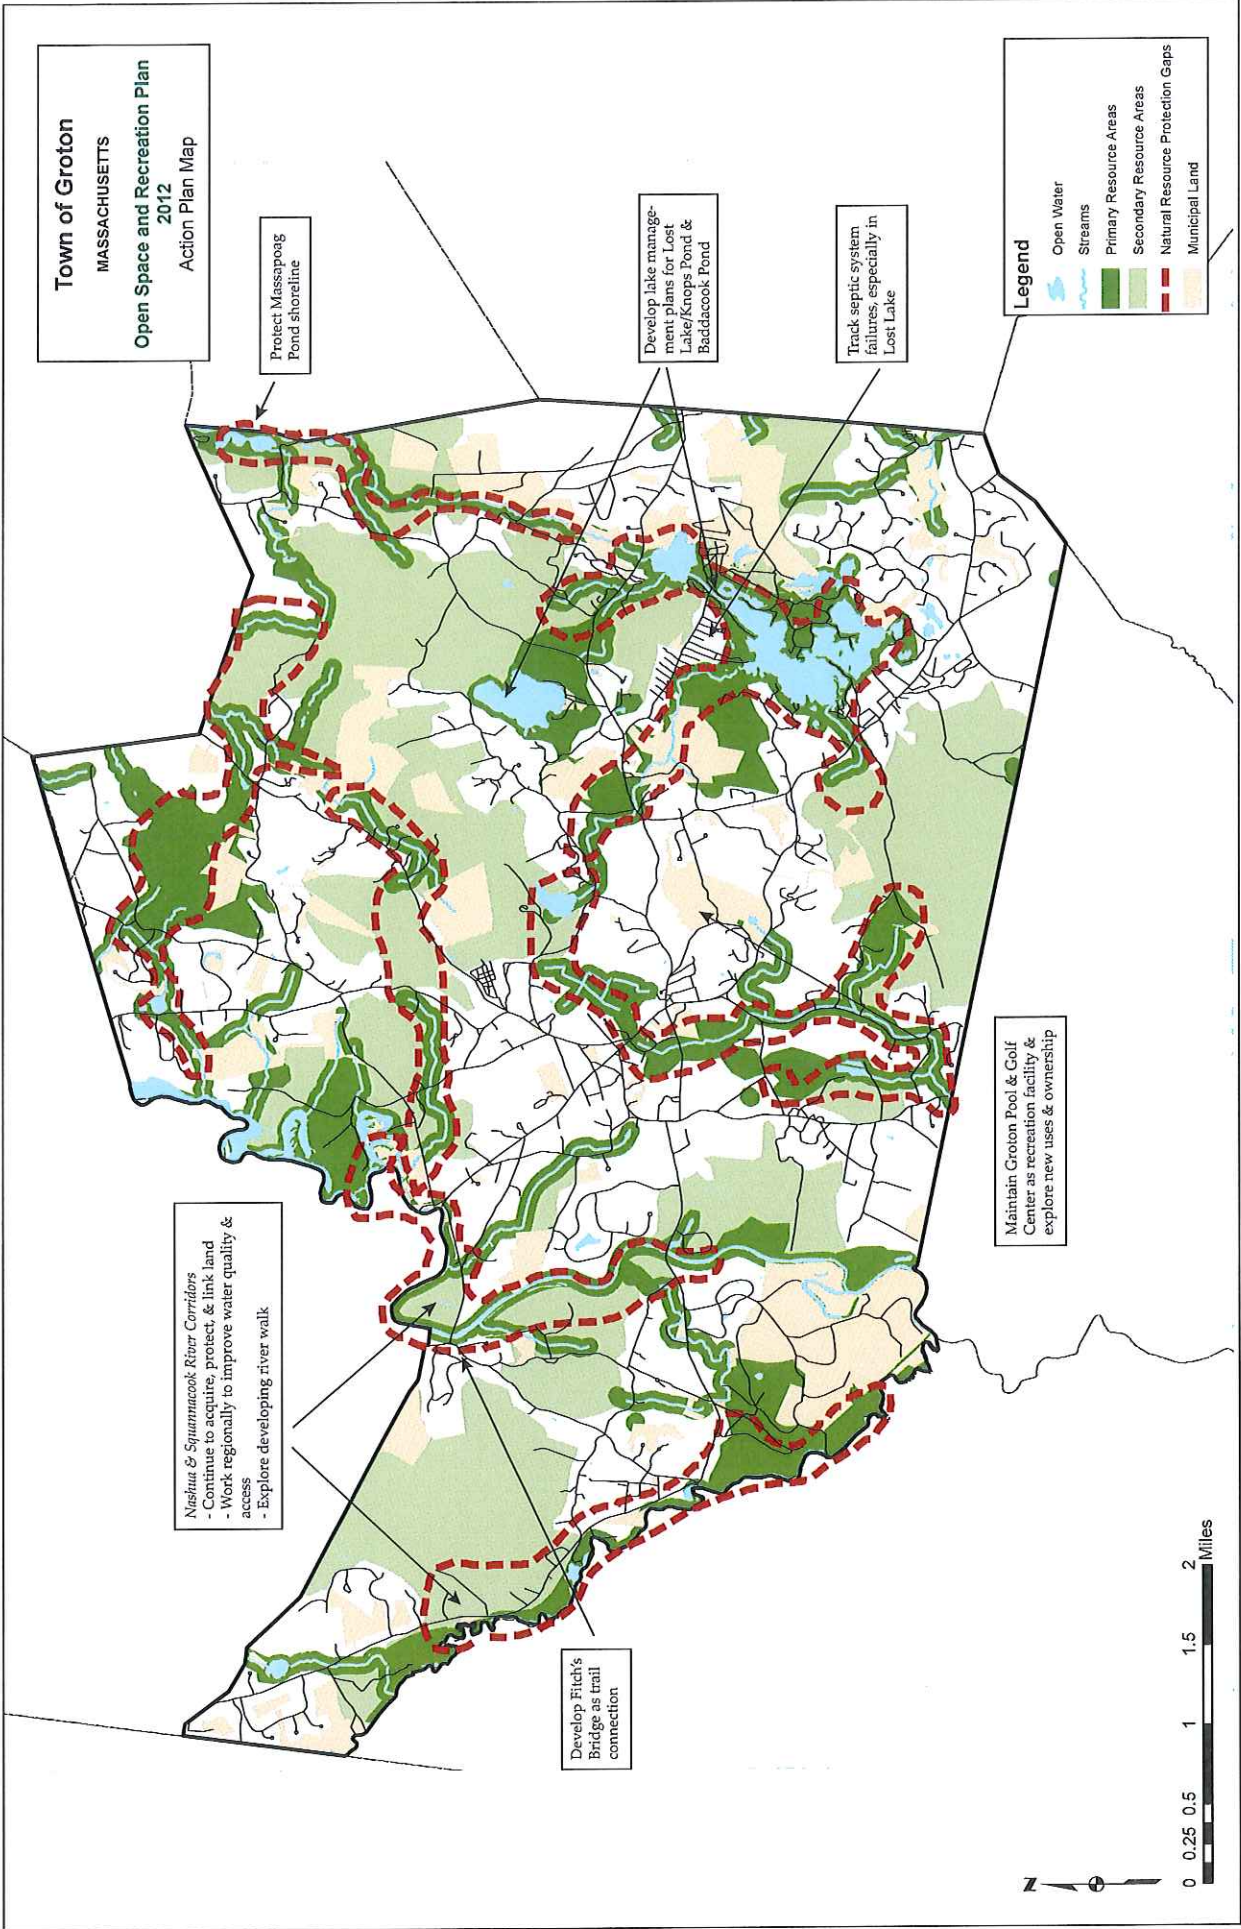 Town of Groton
MASSACHUSETTS
Open Space and Recreation Plan
2012
Action Plan Map
Protect Massapoag
Pond shoreline
Develop lake manage-
ment plans for Lost
Lake/Knops Pond &
Baddacook Pond
Track septic system
failures, especially in
Lost Lake
Nashua & Squannacook River Corridors
- Continue to acquire, protect, & link land
- Work regionally to improve water quality &
access
- Explore developing river walk
Develop Fitch's
Bridge as trail
connection
Maintain Groton Pool & Golf
Center as recreation facility &
explore new uses & ownership
Legend
Open Water
Streams
Primary Resource Areas
Secondary Resource Areas
Natural Resource Protection Gaps
Municipal Land
N
0 0.25 0.5 1 1.5 2
Miles